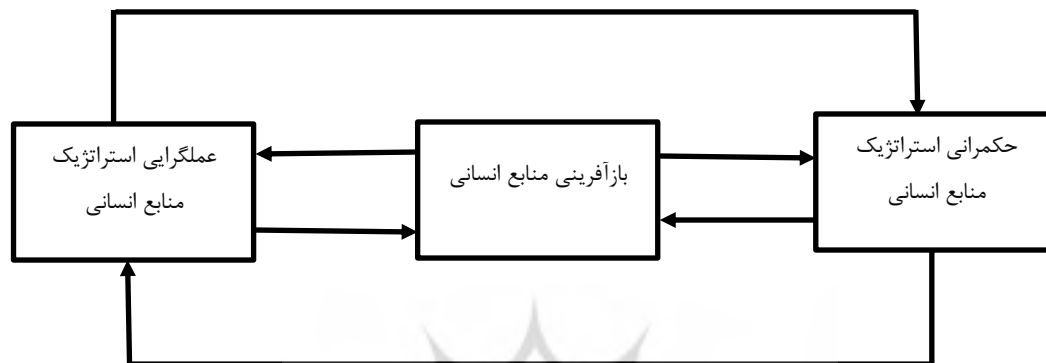 حکمرانی استراتژیک
منابع انسانی
بازآفرینی منابع انسانی
عملگرایی استراتژیک
منابع انسانی